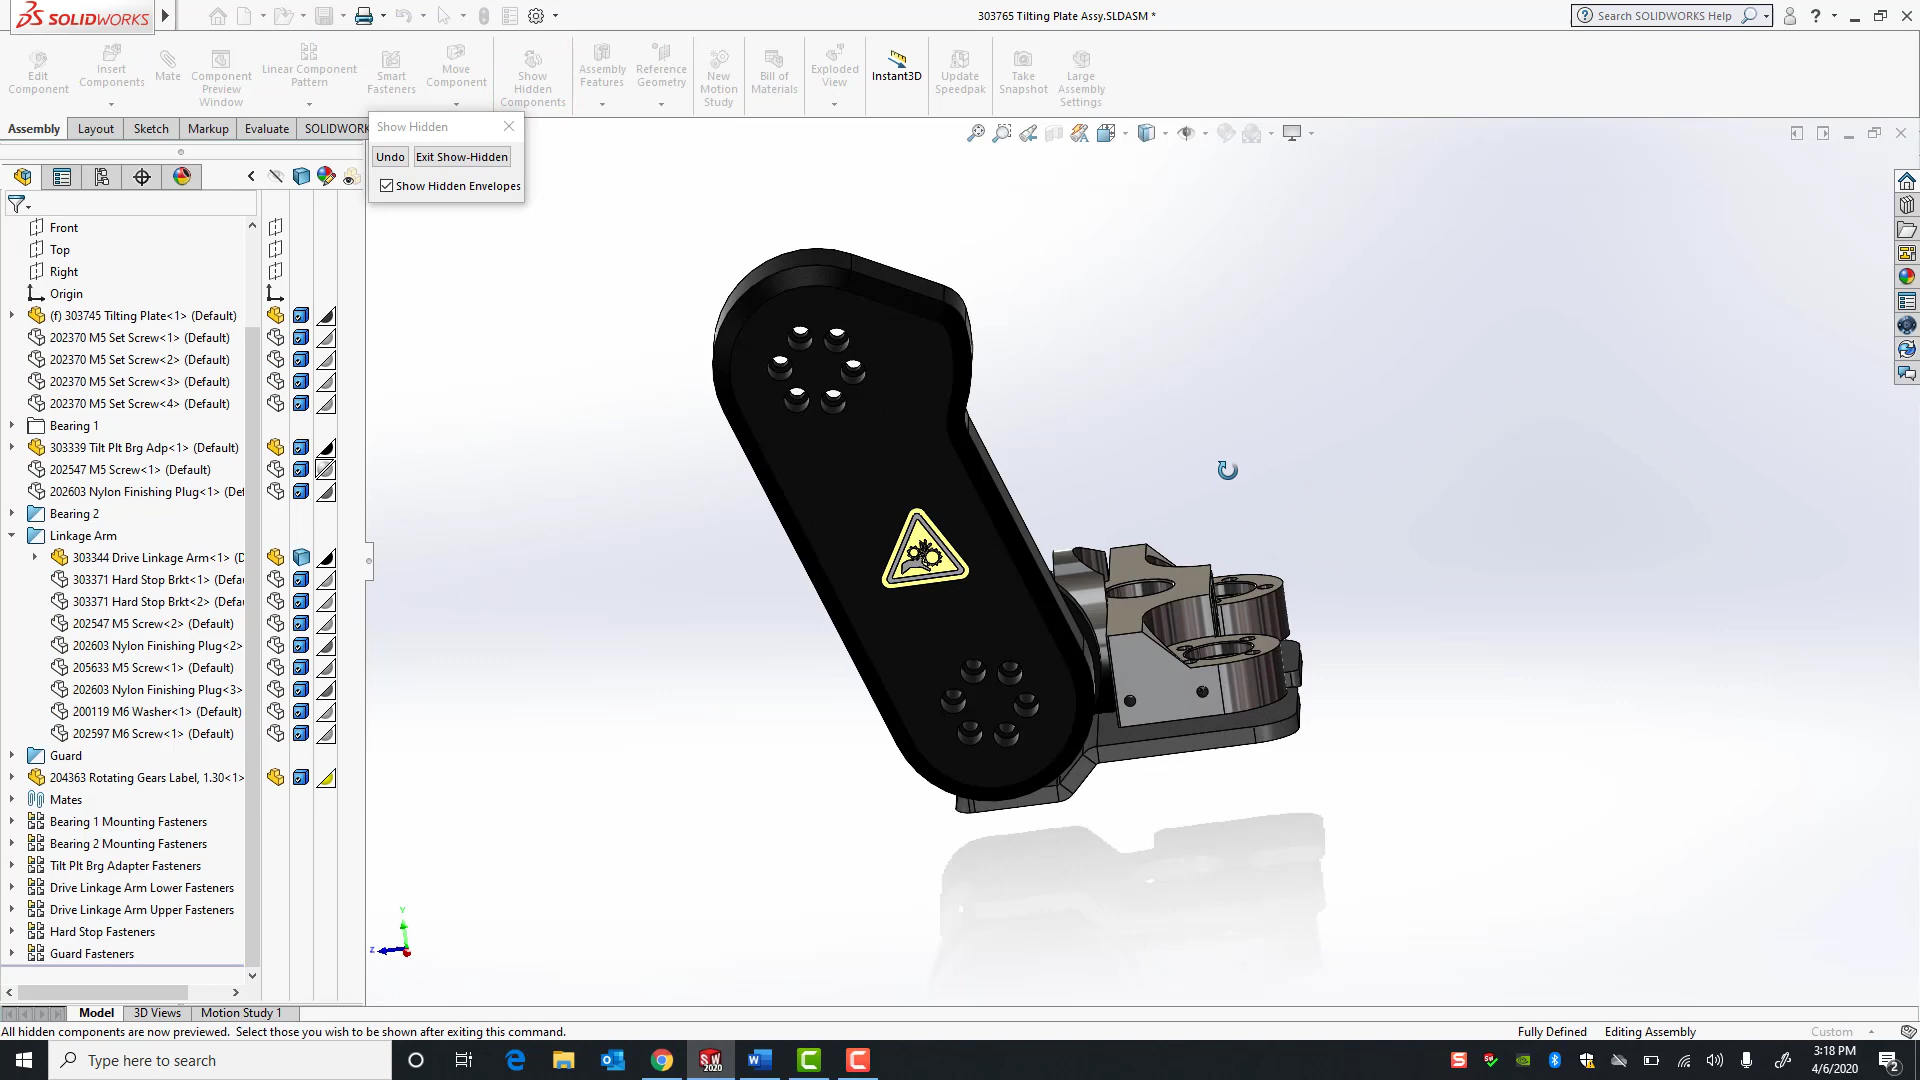 SOLIDWORKS
303765 Tilting Plate Assy.SLDASM *
Search SOLIDWORKS Help
Edit Component
Insert Components
Mate
Component Preview Window
Linear Component Pattern
Smart Fasteners
Move Component
Show Hidden Components
Assembly Features
Reference Geometry
New Motion Study
Bill of Materials
Exploded View
Instant3D
Update Speedpak
Take Snapshot
Large Assembly Settings
Assembly
Layout
Sketch
Markup
Evaluate
SOLIDWORK
Show Hidden
Undo
Exit Show-Hidden
Show Hidden Envelopes
Front
Top
Right
Origin
(f) 303745 Tilting Plate<1> (Default)
202370 M5 Set Screw<1> (Default)
202370 M5 Set Screw<2> (Default)
202370 M5 Set Screw<3> (Default)
202370 M5 Set Screw<4> (Default)
Bearing 1
303339 Tilt Plt Brg Adp<1> (Default)
202547 M5 Screw<1> (Default)
202603 Nylon Finishing Plug<1> (Def
Bearing 2
Linkage Arm
303344 Drive Linkage Arm<1> (D
303371 Hard Stop Brkt<1> (Defau
303371 Hard Stop Brkt<2> (Defau
202547 M5 Screw<2> (Default)
202603 Nylon Finishing Plug<2>
205633 M5 Screw<1> (Default)
202603 Nylon Finishing Plug<3>
200119 M6 Washer<1> (Default)
202597 M6 Screw<1> (Default)
Guard
204363 Rotating Gears Label, 1.30<1>
Mates
Bearing 1 Mounting Fasteners
Bearing 2 Mounting Fasteners
Tilt Plt Brg Adapter Fasteners
Drive Linkage Arm Lower Fasteners
Drive Linkage Arm Upper Fasteners
Hard Stop Fasteners
Guard Fasteners
Y
Z
Model
3D Views
Motion Study 1
All hidden components are now previewed. Select those you wish to be shown after exiting this command.
Fully Defined
Editing Assembly
Custom
Type here to search
SW 2020
3:18 PM
4/6/2020
2